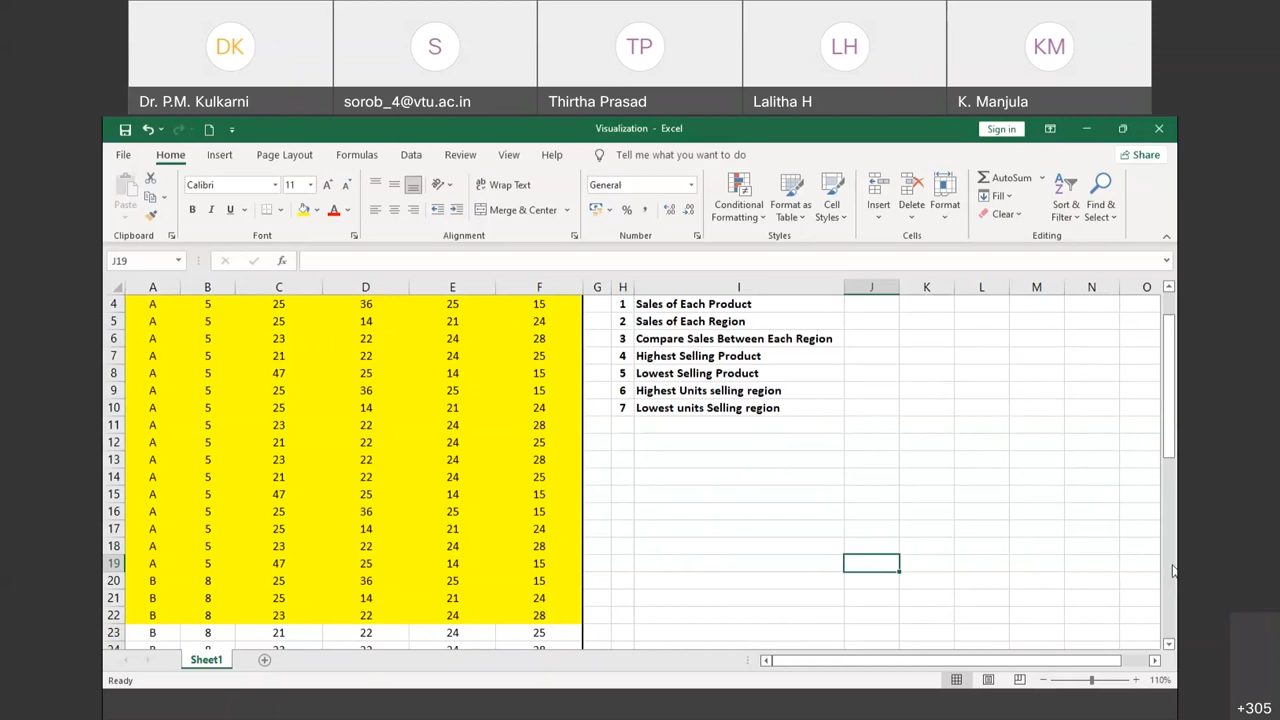 DK S TP LH KM
Dr. P.M. Kulkarni sorob_4@vtu.ac.in Thirtha Prasad Lalitha H K. Manjula
Visualization - Excel Sign in
File Home Insert Page Layout Formulas Data Review View Help Tell me what you want to do Share
Calibri 11 Wrap Text General AutoSum
Paste Fill
B I U Merge & Center % , Conditional Formatting Format as Table Cell Styles Insert Delete Format Clear Sort & Filter Find & Select
Clipboard Font Alignment Number Styles Cells Editing
J19 fx
A B C D E F G H I J K L M N O
4 A 5 25 36 25 15 1 Sales of Each Product
5 A 5 25 14 21 24 2 Sales of Each Region
6 A 5 23 22 24 28 3 Compare Sales Between Each Region
7 A 5 21 22 24 25 4 Highest Selling Product
8 A 5 47 25 14 15 5 Lowest Selling Product
9 A 5 25 36 25 15 6 Highest Units selling region
10 A 5 25 14 21 24 7 Lowest units Selling region
11 A 5 23 22 24 28
12 A 5 21 22 24 25
13 A 5 23 22 24 28
14 A 5 21 22 24 25
15 A 5 47 25 14 15
16 A 5 25 36 25 15
17 A 5 25 14 21 24
18 A 5 23 22 24 28
19 A 5 47 25 14 15
20 B 8 25 36 25 15
21 B 8 25 14 21 24
22 B 8 23 22 24 28
23 B 8 21 22 24 25
Sheet1
Ready 110%
+305